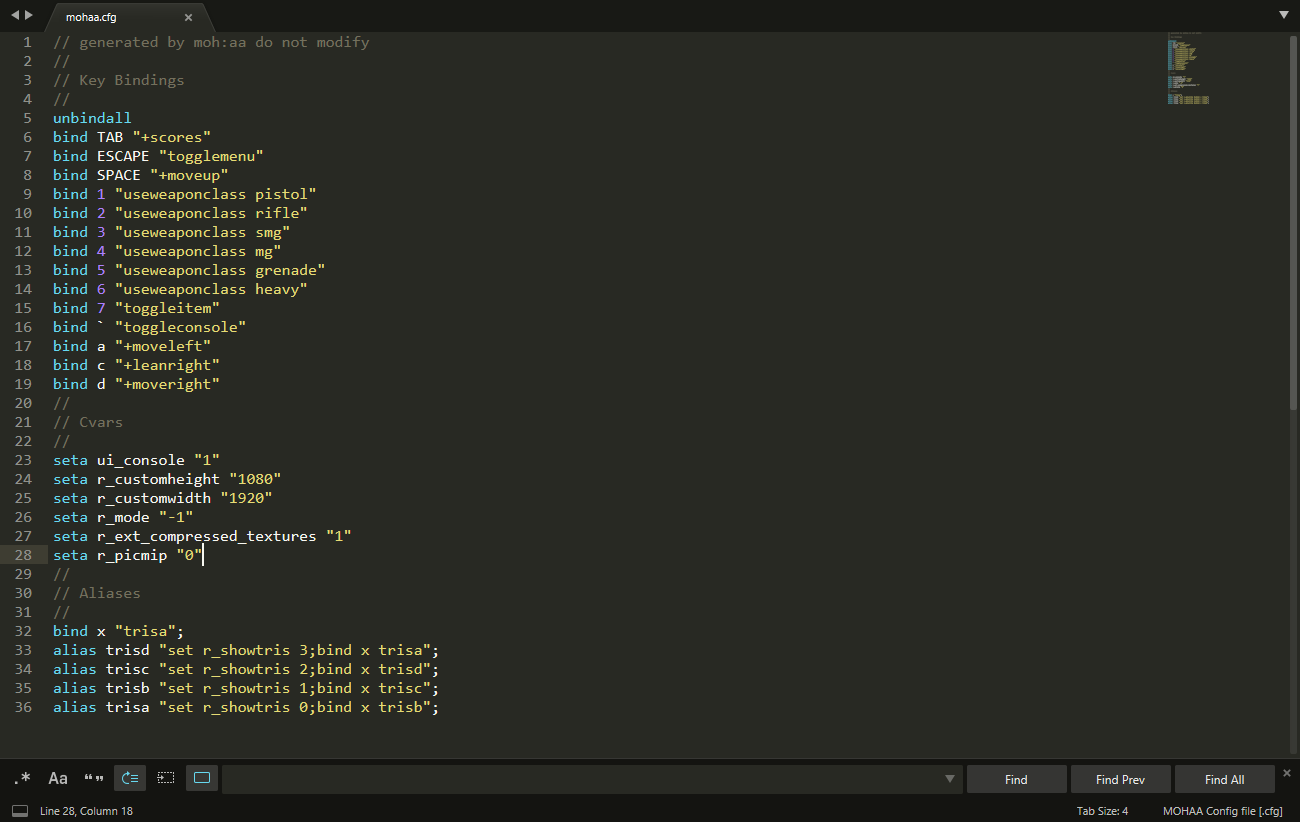 mohaa.cfg ×
1 // generated by moh:aa do not modify
2 //
3 // Key Bindings
4 //
5 unbindall
6 bind TAB "+scores"
7 bind ESCAPE "togglemenu"
8 bind SPACE "+moveup"
9 bind 1 "useweaponclass pistol"
10 bind 2 "useweaponclass rifle"
11 bind 3 "useweaponclass smg"
12 bind 4 "useweaponclass mg"
13 bind 5 "useweaponclass grenade"
14 bind 6 "useweaponclass heavy"
15 bind 7 "toggleitem"
16 bind ` "toggleconsole"
17 bind a "+moveleft"
18 bind c "+leanright"
19 bind d "+moveright"
20 //
21 // Cvars
22 //
23 seta ui_console "1"
24 seta r_customheight "1080"
25 seta r_customwidth "1920"
26 seta r_mode "-1"
27 seta r_ext_compressed_textures "1"
28 seta r_picmip "0"
29 //
30 // Aliases
31 //
32 bind x "trisa";
33 alias trisd "set r_showtris 3;bind x trisa";
34 alias trisc "set r_showtris 2;bind x trisd";
35 alias trisb "set r_showtris 1;bind x trisc";
36 alias trisa "set r_showtris 0;bind x trisb";
.* Aa “” Find Find Prev Find All ×
Line 28, Column 18 Tab Size: 4 MOHAA Config file [.cfg]